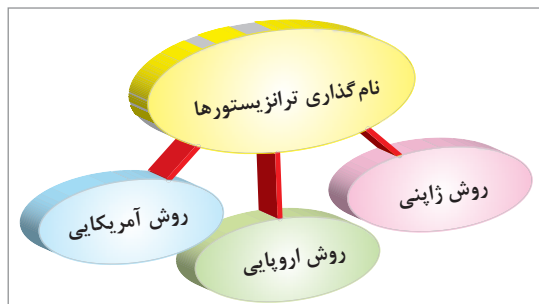 نام‌گذاری ترانزیستورها
روش ژاپنی
روش اروپایی
روش آمریکایی